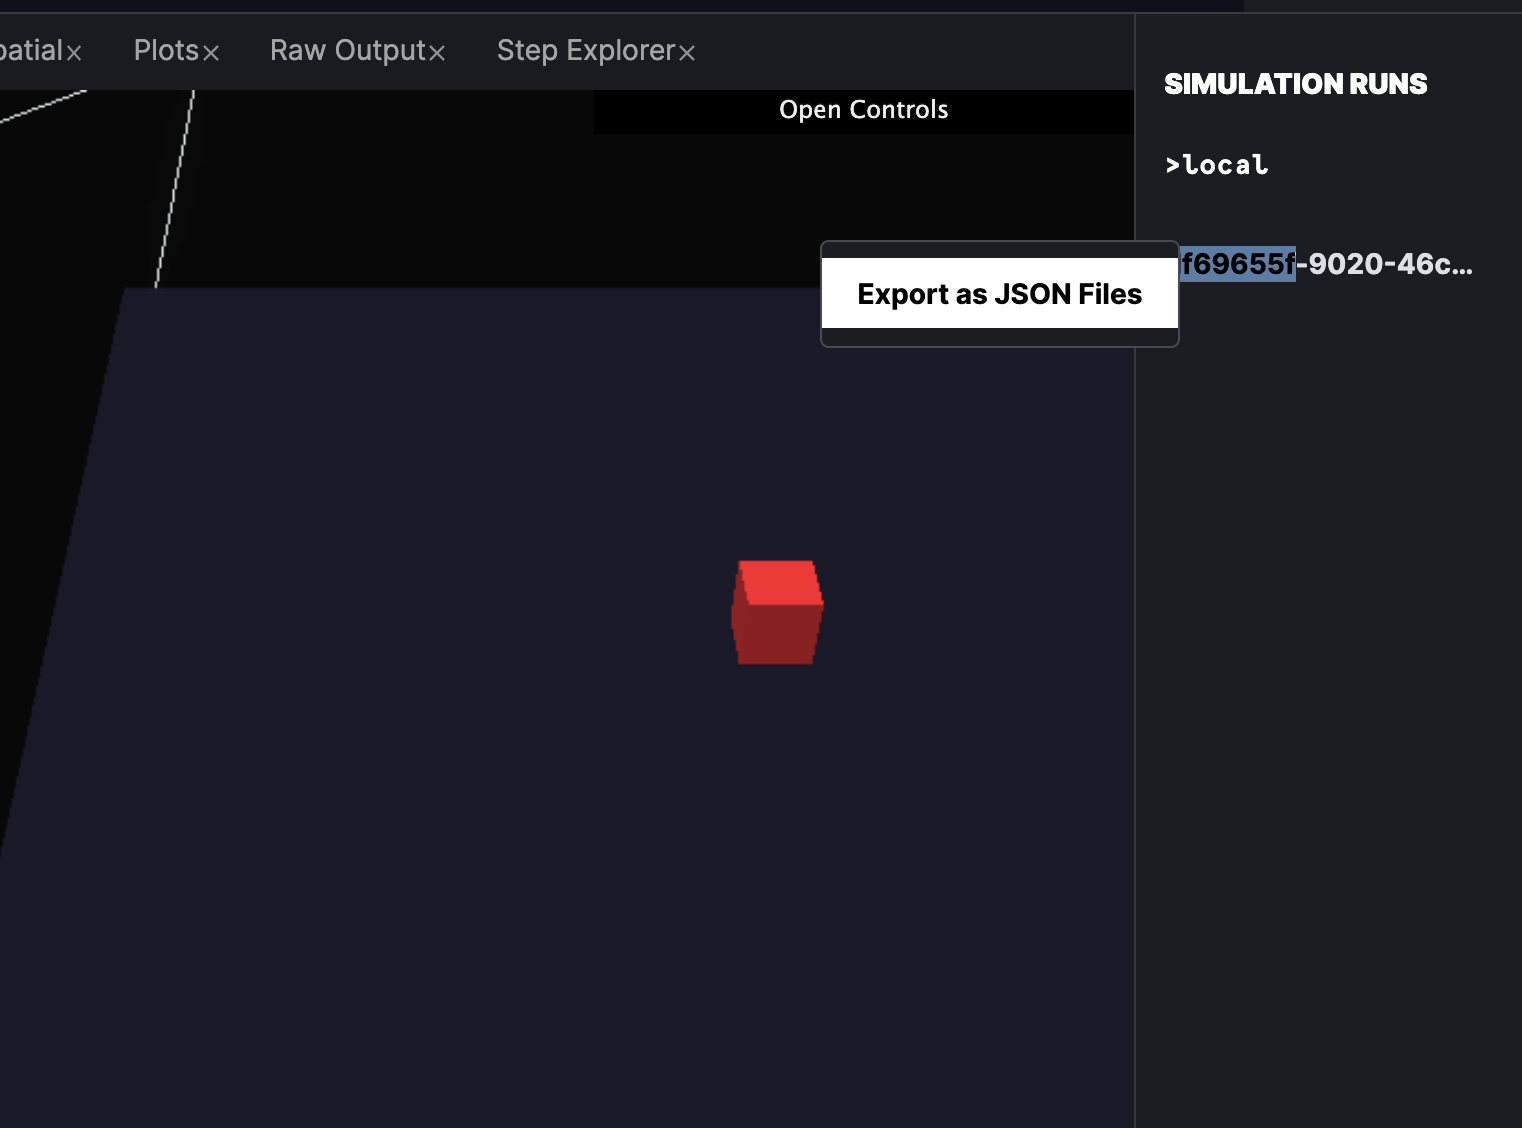 patial× Plots× Raw Output× Step Explorer×
Open Controls
SIMULATION RUNS
>local
f69655f-9020-46c...
Export as JSON Files